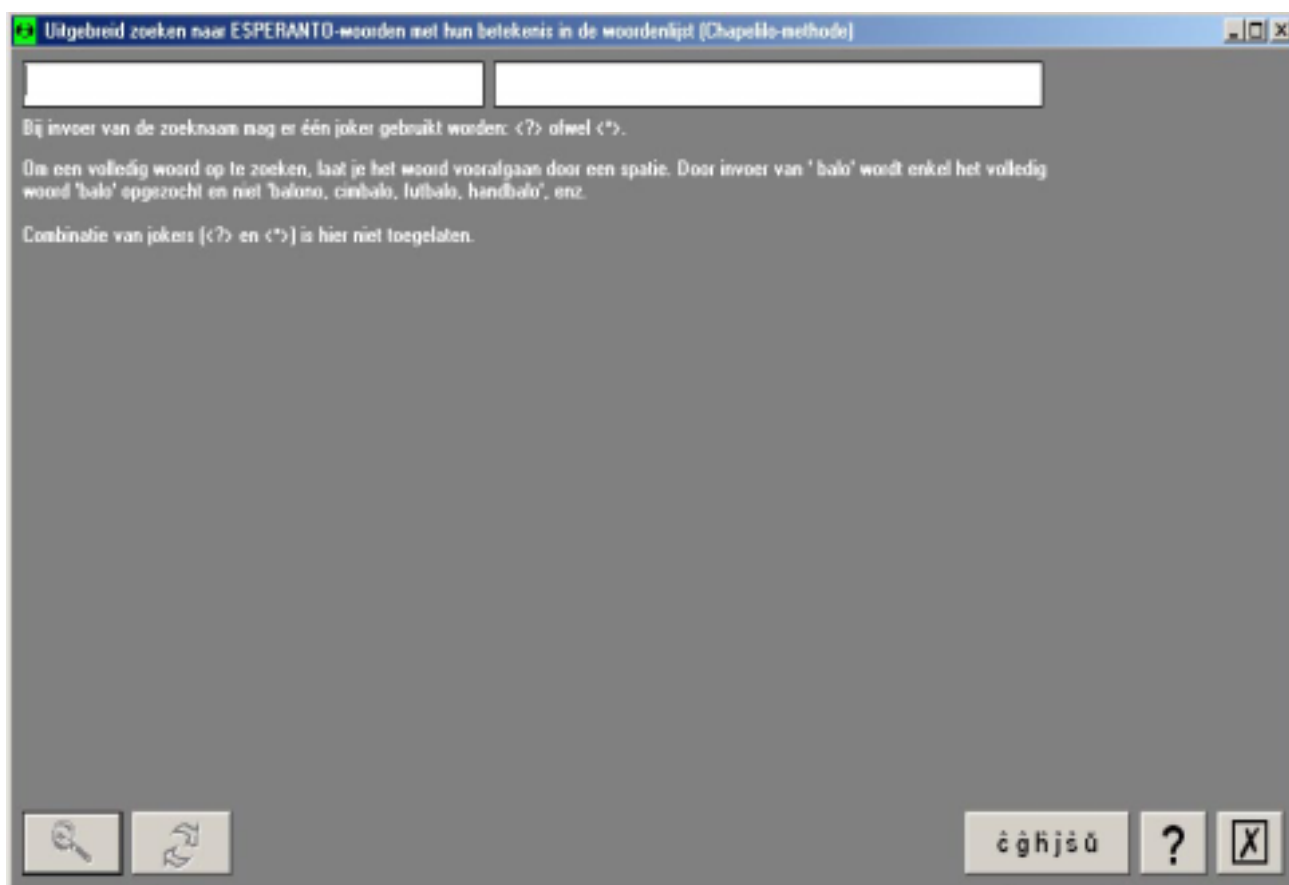 Uitgebreid zoeken naar ESPERANTO-woorden met hun betekenis in de woordenlijst (Chapelilo-methode)
Bij invoer van de zoeknaam mag er één joker gebruikt worden: <?> ofwel <*>.
Om een volledig woord op te zoeken, laat je het woord voorafgaan door een spatie. Door invoer van ' balo' wordt enkel het volledig
woord 'balo' opgezocht en niet 'balono, cimbalo, futbalo, handbalo', enz.
Combinatie van jokers (<?> en <*>) is hier niet toegelaten.
ĉ ĝ ĥ ĵ ŝ ŭ
?
X